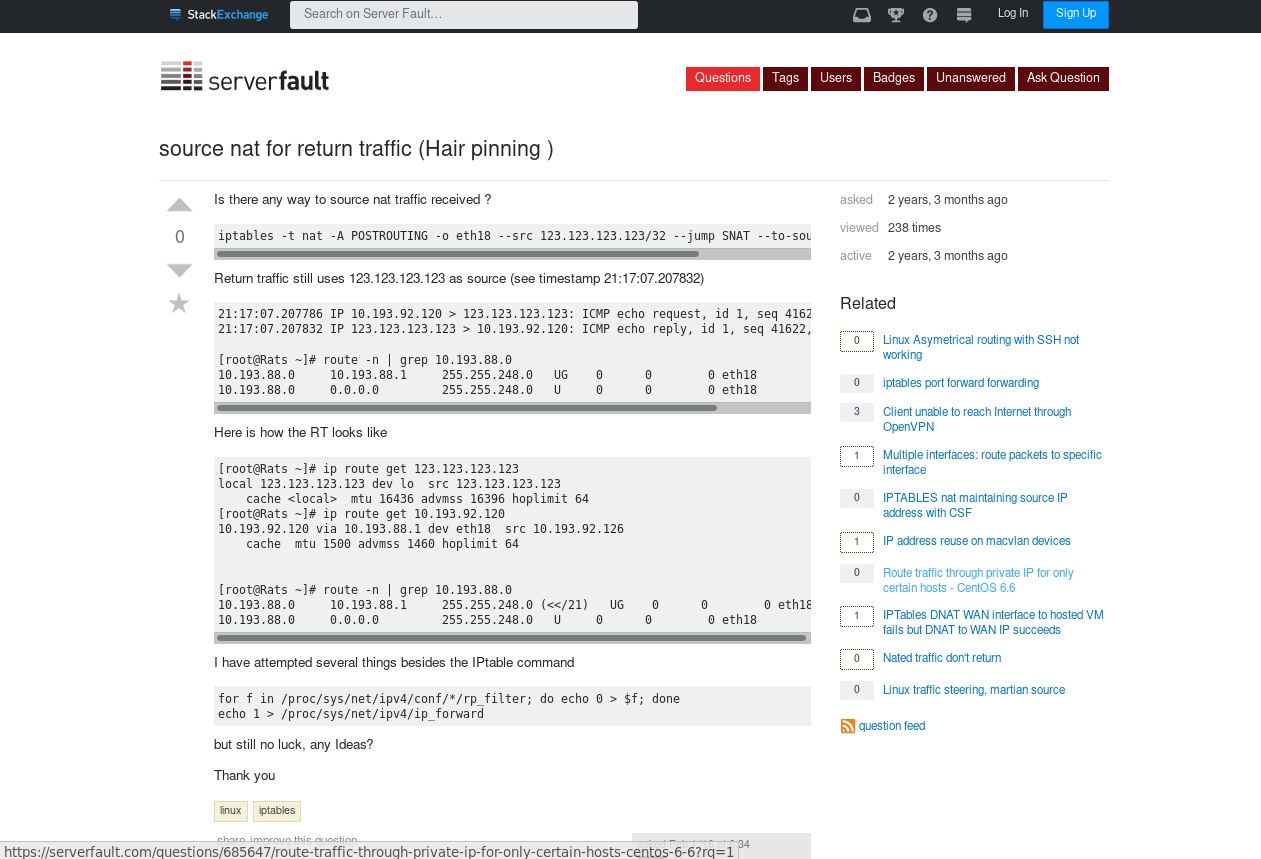 StackExchange
Search on Server Fault…
Log In
Sign Up
serverfault
Questions
Tags
Users
Badges
Unanswered
Ask Question
source nat for return traffic (Hair pinning )
0
Is there any way to source nat traffic received ?
iptables -t nat -A POSTROUTING -o eth18 --src 123.123.123.123/32 --jump SNAT --to-sou
Return traffic still uses 123.123.123.123 as source (see timestamp 21:17:07.207832)
21:17:07.207786 IP 10.193.92.120 > 123.123.123.123: ICMP echo request, id 1, seq 4162
21:17:07.207832 IP 123.123.123.123 > 10.193.92.120: ICMP echo reply, id 1, seq 41622,
[root@Rats ~]# route -n | grep 10.193.88.0
10.193.88.0     10.193.88.1     255.255.248.0   UG    0      0        0 eth18
10.193.88.0     0.0.0.0         255.255.248.0   U     0      0        0 eth18
Here is how the RT looks like
[root@Rats ~]# ip route get 123.123.123.123
local 123.123.123.123 dev lo  src 123.123.123.123
    cache <local>  mtu 16436 advmss 16396 hoplimit 64
[root@Rats ~]# ip route get 10.193.92.120
10.193.92.120 via 10.193.88.1 dev eth18  src 10.193.92.126
    cache  mtu 1500 advmss 1460 hoplimit 64
[root@Rats ~]# route -n | grep 10.193.88.0
10.193.88.0     10.193.88.1     255.255.248.0 (<</21)   UG    0      0        0 eth18
10.193.88.0     0.0.0.0         255.255.248.0   U     0      0        0 eth18
I have attempted several things besides the IPtable command
for f in /proc/sys/net/ipv4/conf/*/rp_filter; do echo 0 > $f; done
echo 1 > /proc/sys/net/ipv4/ip_forward
but still no luck, any Ideas?
Thank you
linux
iptables
share improve this question
asked 2 years, 3 months ago
viewed 238 times
active 2 years, 3 months ago
Related
0 Linux Asymetrical routing with SSH not
working
0 iptables port forward forwarding
3 Client unable to reach Internet through
OpenVPN
1 Multiple interfaces: route packets to specific
interface
0 IPTABLES nat maintaining source IP
address with CSF
1 IP address reuse on macvlan devices
0 Route traffic through private IP for only
certain hosts - CentOS 6.6
1 IPTables DNAT WAN interface to hosted VM
fails but DNAT to WAN IP succeeds
0 Nated traffic don't return
0 Linux traffic steering, martian source
question feed
https://serverfault.com/questions/685647/route-traffic-through-private-ip-for-only-certain-hosts-centos-6-6?rq=1